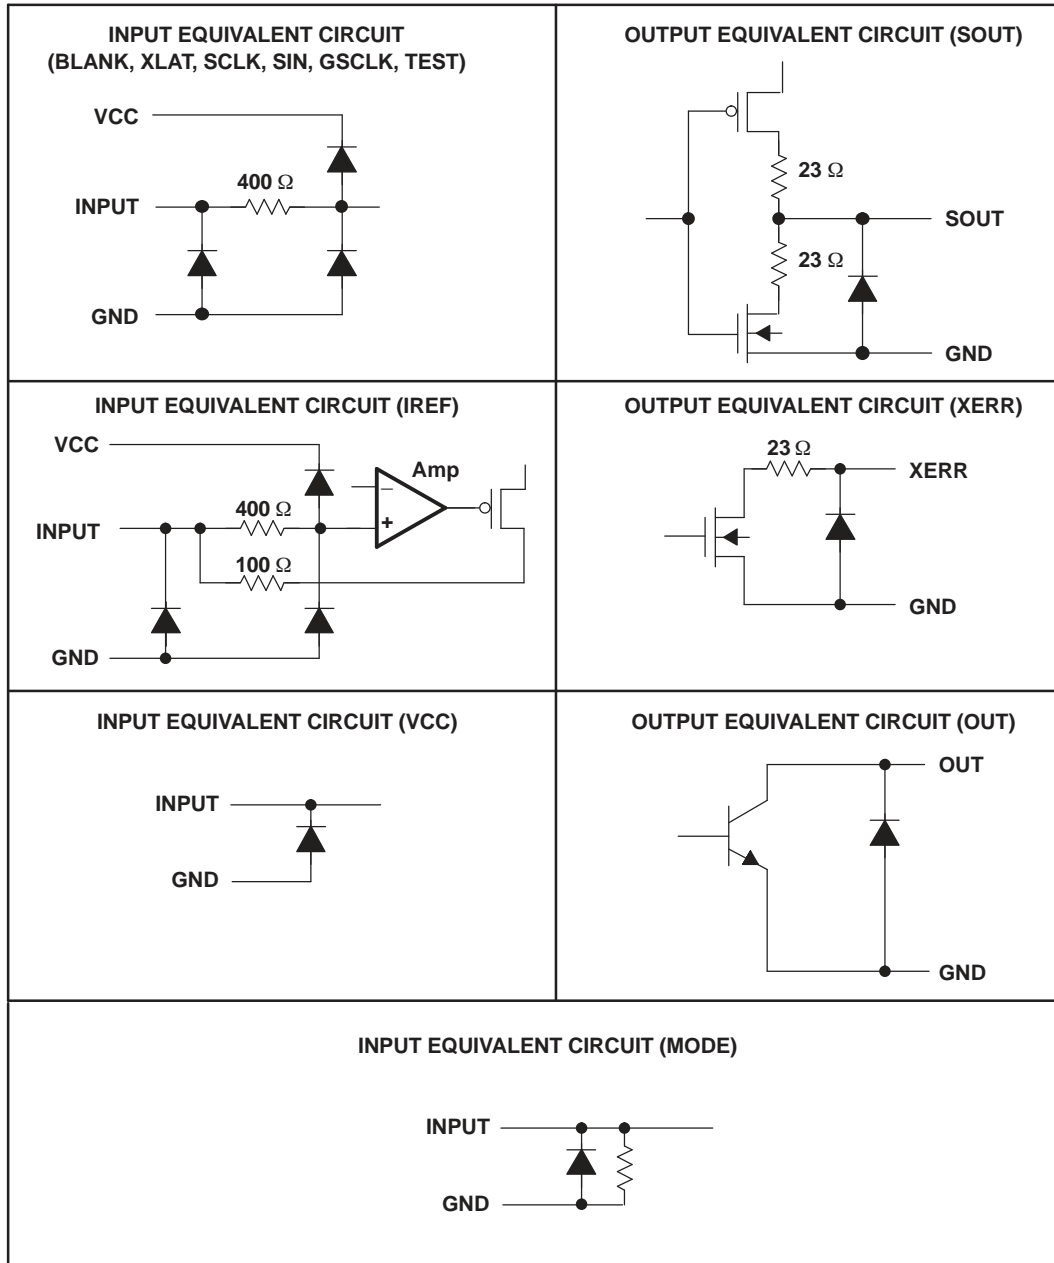 INPUT EQUIVALENT CIRCUIT
(BLANK, XLAT, SCLK, SIN, GSCLK, TEST)
VCC
400 Ω
INPUT
GND
OUTPUT EQUIVALENT CIRCUIT (SOUT)
23 Ω
SOUT
23 Ω
GND
INPUT EQUIVALENT CIRCUIT (IREF)
VCC
Amp
400 Ω
INPUT
100 Ω
GND
_
+
OUTPUT EQUIVALENT CIRCUIT (XERR)
23 Ω
XERR
GND
INPUT EQUIVALENT CIRCUIT (VCC)
INPUT
GND
OUTPUT EQUIVALENT CIRCUIT (OUT)
OUT
GND
INPUT EQUIVALENT CIRCUIT (MODE)
INPUT
GND